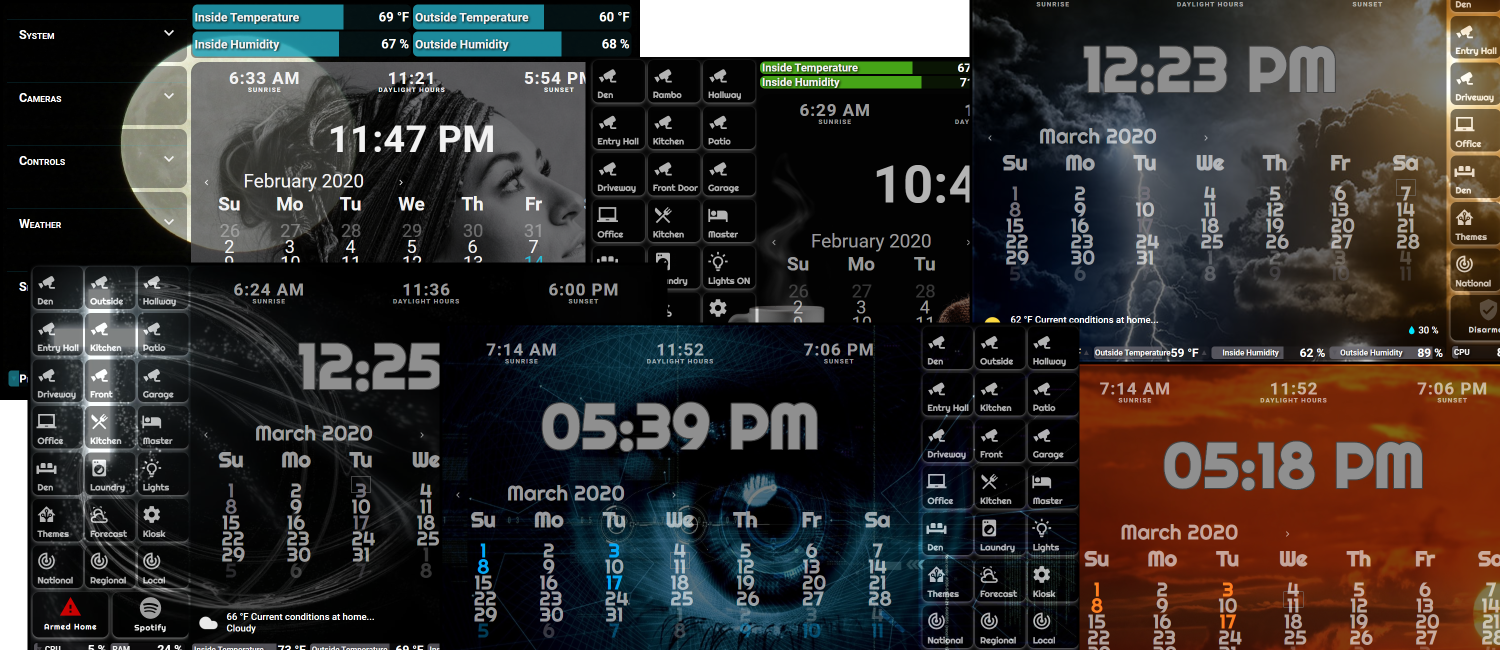 System
Cameras
Controls
Weather
Inside Temperature 69 °F Outside Temperature 60 °F
Inside Humidity 67 % Outside Humidity 68 %
6:33 AM 11:21 5:54 PM
SUNRISE DAYLIGHT HOURS SUNSET
11:47 PM
‹ February 2020 ›
Su Mo Tu We Th Fr
26 27 28 29 30 31
2 3 4 5 6 7
9 10 11 12 13 14
Den Rambo Hallway
Entry Hall Kitchen Patio
Driveway Front Door Garage
Office Kitchen Master
Lights ON
Inside Temperature 67
Inside Humidity
6:29 AM
SUNRISE
10:4
‹ February 2020 ›
Su Mo Tu
26 27 28
2 3 4
9 10 11
SUNRISE DAYLIGHT HOURS SUNSET
12:23 PM
‹ March 2020 ›
Su Mo Tu We Th Fr Sa
1 2 3 4 5 6 7
8 9 10 11 12 13 14
15 16 17 18 19 20 21
22 23 24 25 26 27 28
29 30 31 1 2 3 4
5 6 7 8 9 10 11
62 °F Current conditions at home...
30 %
Outside Temperature 59 °F Inside Humidity 62 % Outside Humidity 89 % CPU
Den
Entry Hall
Driveway
Office
Den
Themes
National
Disarme
Den Outside Hallway
Entry Hall Kitchen Patio
Driveway Front Garage
Office Kitchen Master
Den Laundry Lights
Themes Forecast Kiosk
National Regional Local
Armed Home Spotify
CPU 5 % RAM 24 %
6:24 AM 11:36 6:00 PM
SUNRISE DAYLIGHT HOURS SUNSET
12:25
‹ March 2020 ›
Su Mo Tu We
1 2 3 4
8 9 10 11
15 16 17 18
22 23 24 25
29 30 31 1
5 6 7 8
66 °F Current conditions at home...
Cloudy
Inside Temperature 73 °F Outside Temperature 69 °F
7:14 AM 11:52 7:06 PM
SUNRISE DAYLIGHT HOURS SUNSET
05:39 PM
‹ March 2020 ›
Su Mo Tu We Th Fr Sa
1 2 3 4 5 6 7
8 9 10 11 12 13 14
15 16 17 18 19 20 21
22 23 24 25 26 27 28
29 30 31 1 2 3 4
5 6 7 8 9 10 11
Den Outside Hallway
Entry Hall Kitchen Patio
Driveway Front Garage
Office Kitchen Master
Den Laundry Lights
Themes Forecast Kiosk
National Regional Local
7:14 AM 11:52 7:06 PM
SUNRISE DAYLIGHT HOURS SUNSET
05:18 PM
March 2020 ›
Su Mo Tu We Th Fr
1 2 3 4 5 6 7
8 9 10 11 12 13 14
15 16 17 18 19 20 21
22 23 24 25 26 27 28